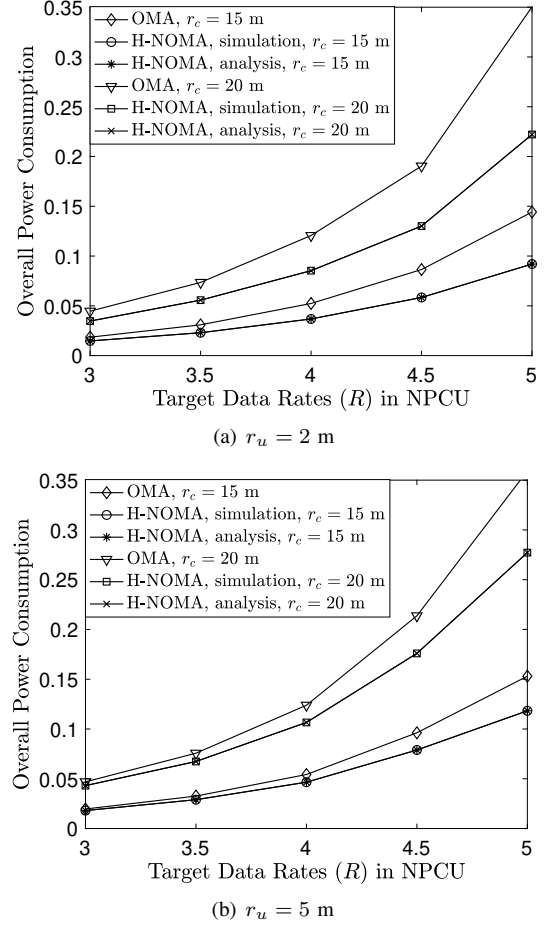 0.35
0.3
0.25
0.2
0.15
0.1
0.05
0
Overall Power Consumption
OMA, r_c = 15 m
H-NOMA, simulation, r_c = 15 m
H-NOMA, analysis, r_c = 15 m
OMA, r_c = 20 m
H-NOMA, simulation, r_c = 20 m
H-NOMA, analysis, r_c = 20 m
3 3.5 4 4.5 5
Target Data Rates (R) in NPCU
(a) r_u = 2 m
0.35
0.3
0.25
0.2
0.15
0.1
0.05
0
Overall Power Consumption
OMA, r_c = 15 m
H-NOMA, simulation, r_c = 15 m
H-NOMA, analysis, r_c = 15 m
OMA, r_c = 20 m
H-NOMA, simulation, r_c = 20 m
H-NOMA, analysis, r_c = 20 m
3 3.5 4 4.5 5
Target Data Rates (R) in NPCU
(b) r_u = 5 m